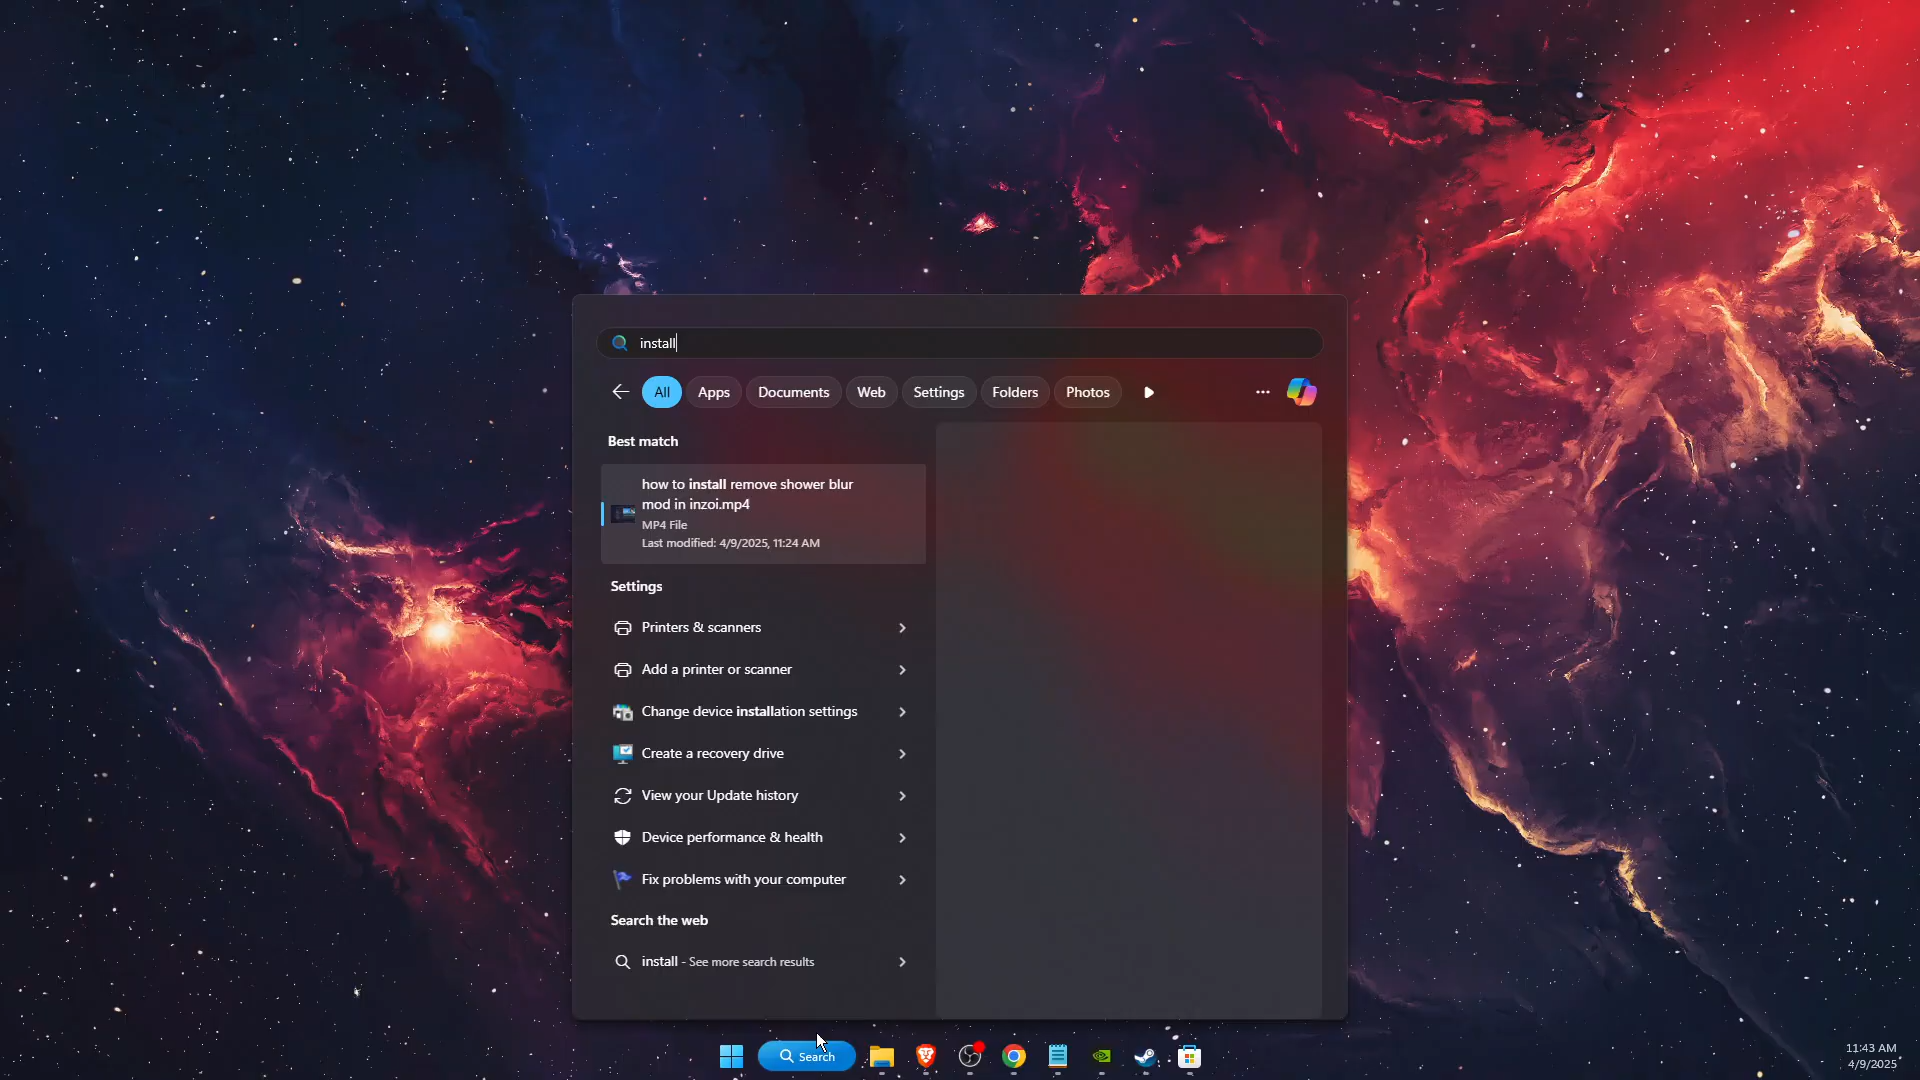 install
All
Apps
Documents
Web
Settings
Folders
Photos
Best match
how to install remove shower blur
mod in inzoi.mp4
MP4 File
Last modified: 4/9/2025, 11:24 AM
Settings
Printers & scanners
Add a printer or scanner
Change device installation settings
Create a recovery drive
View your Update history
Device performance & health
Fix problems with your computer
Search the web
install - See more search results
Search
11:43 AM
4/9/2025